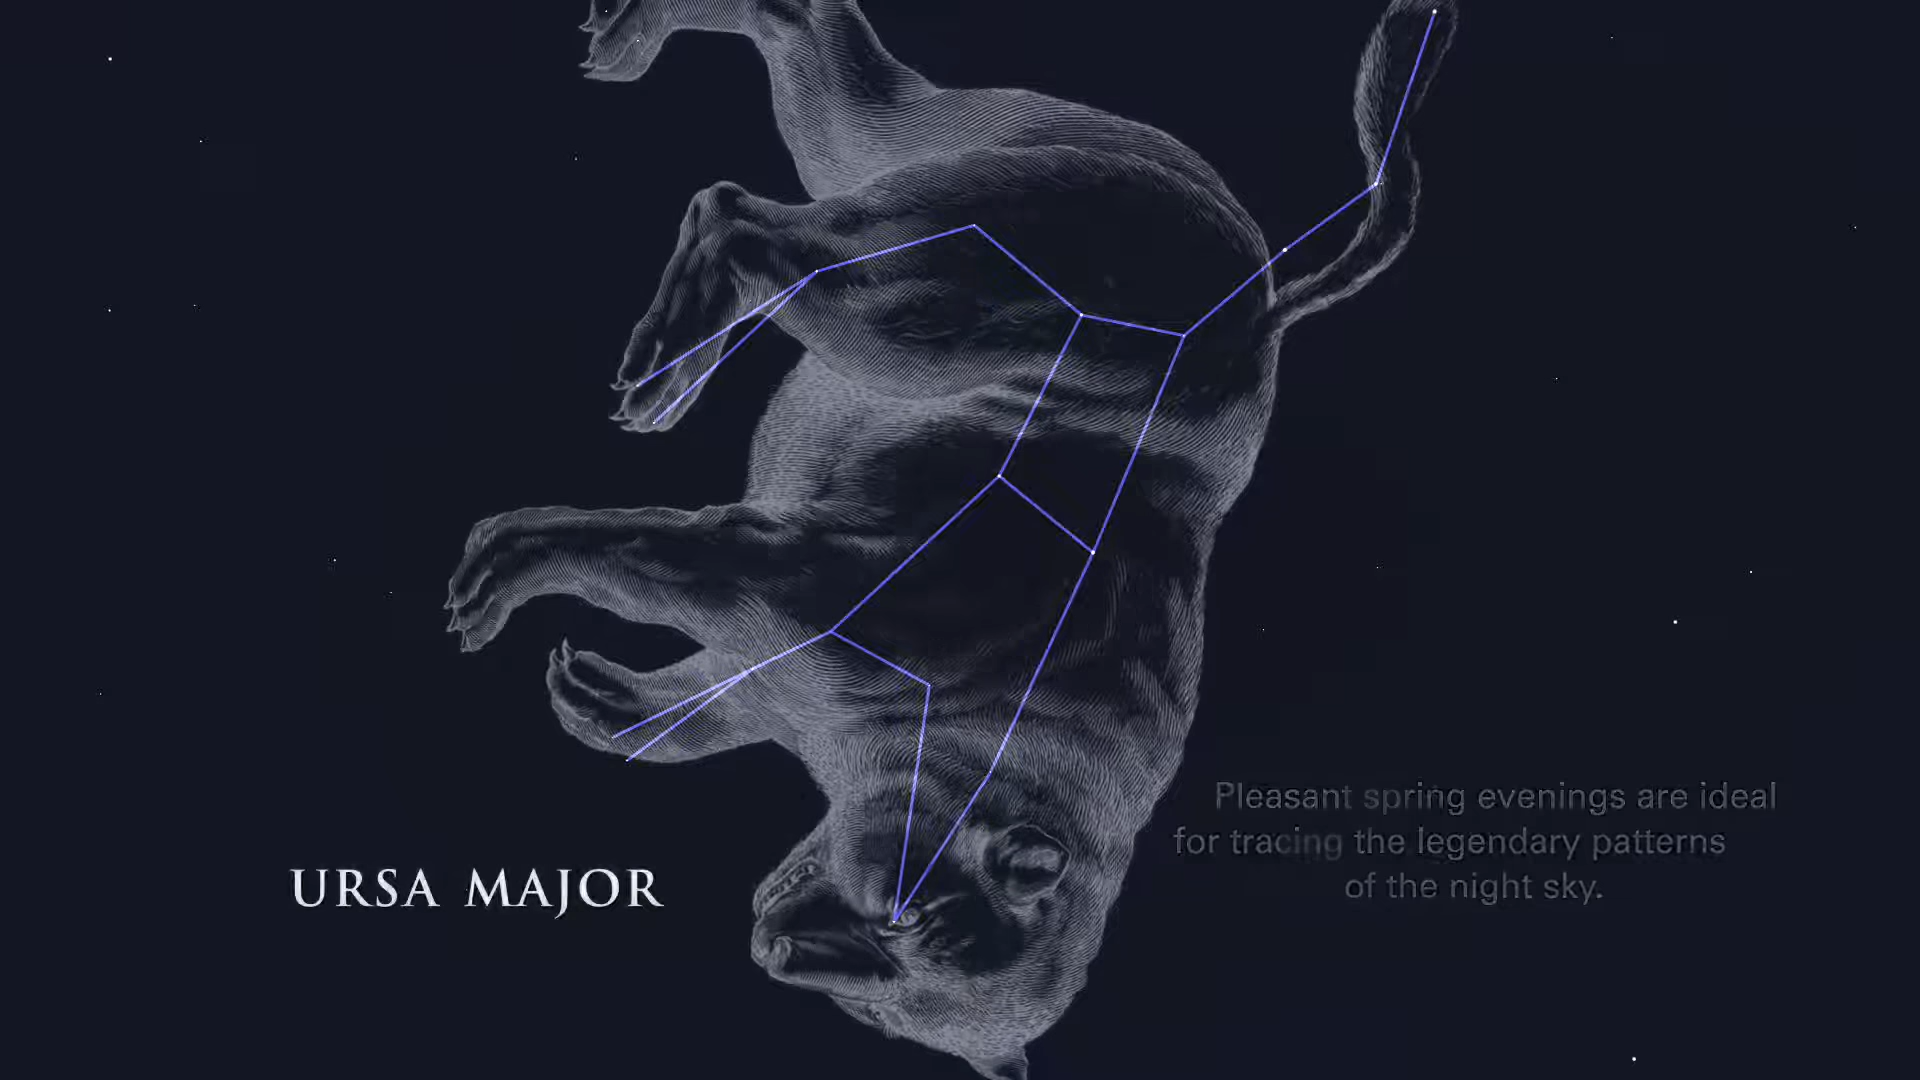 URSA MAJOR
Pleasant spring evenings are ideal
for tracing the legendary patterns
of the night sky.